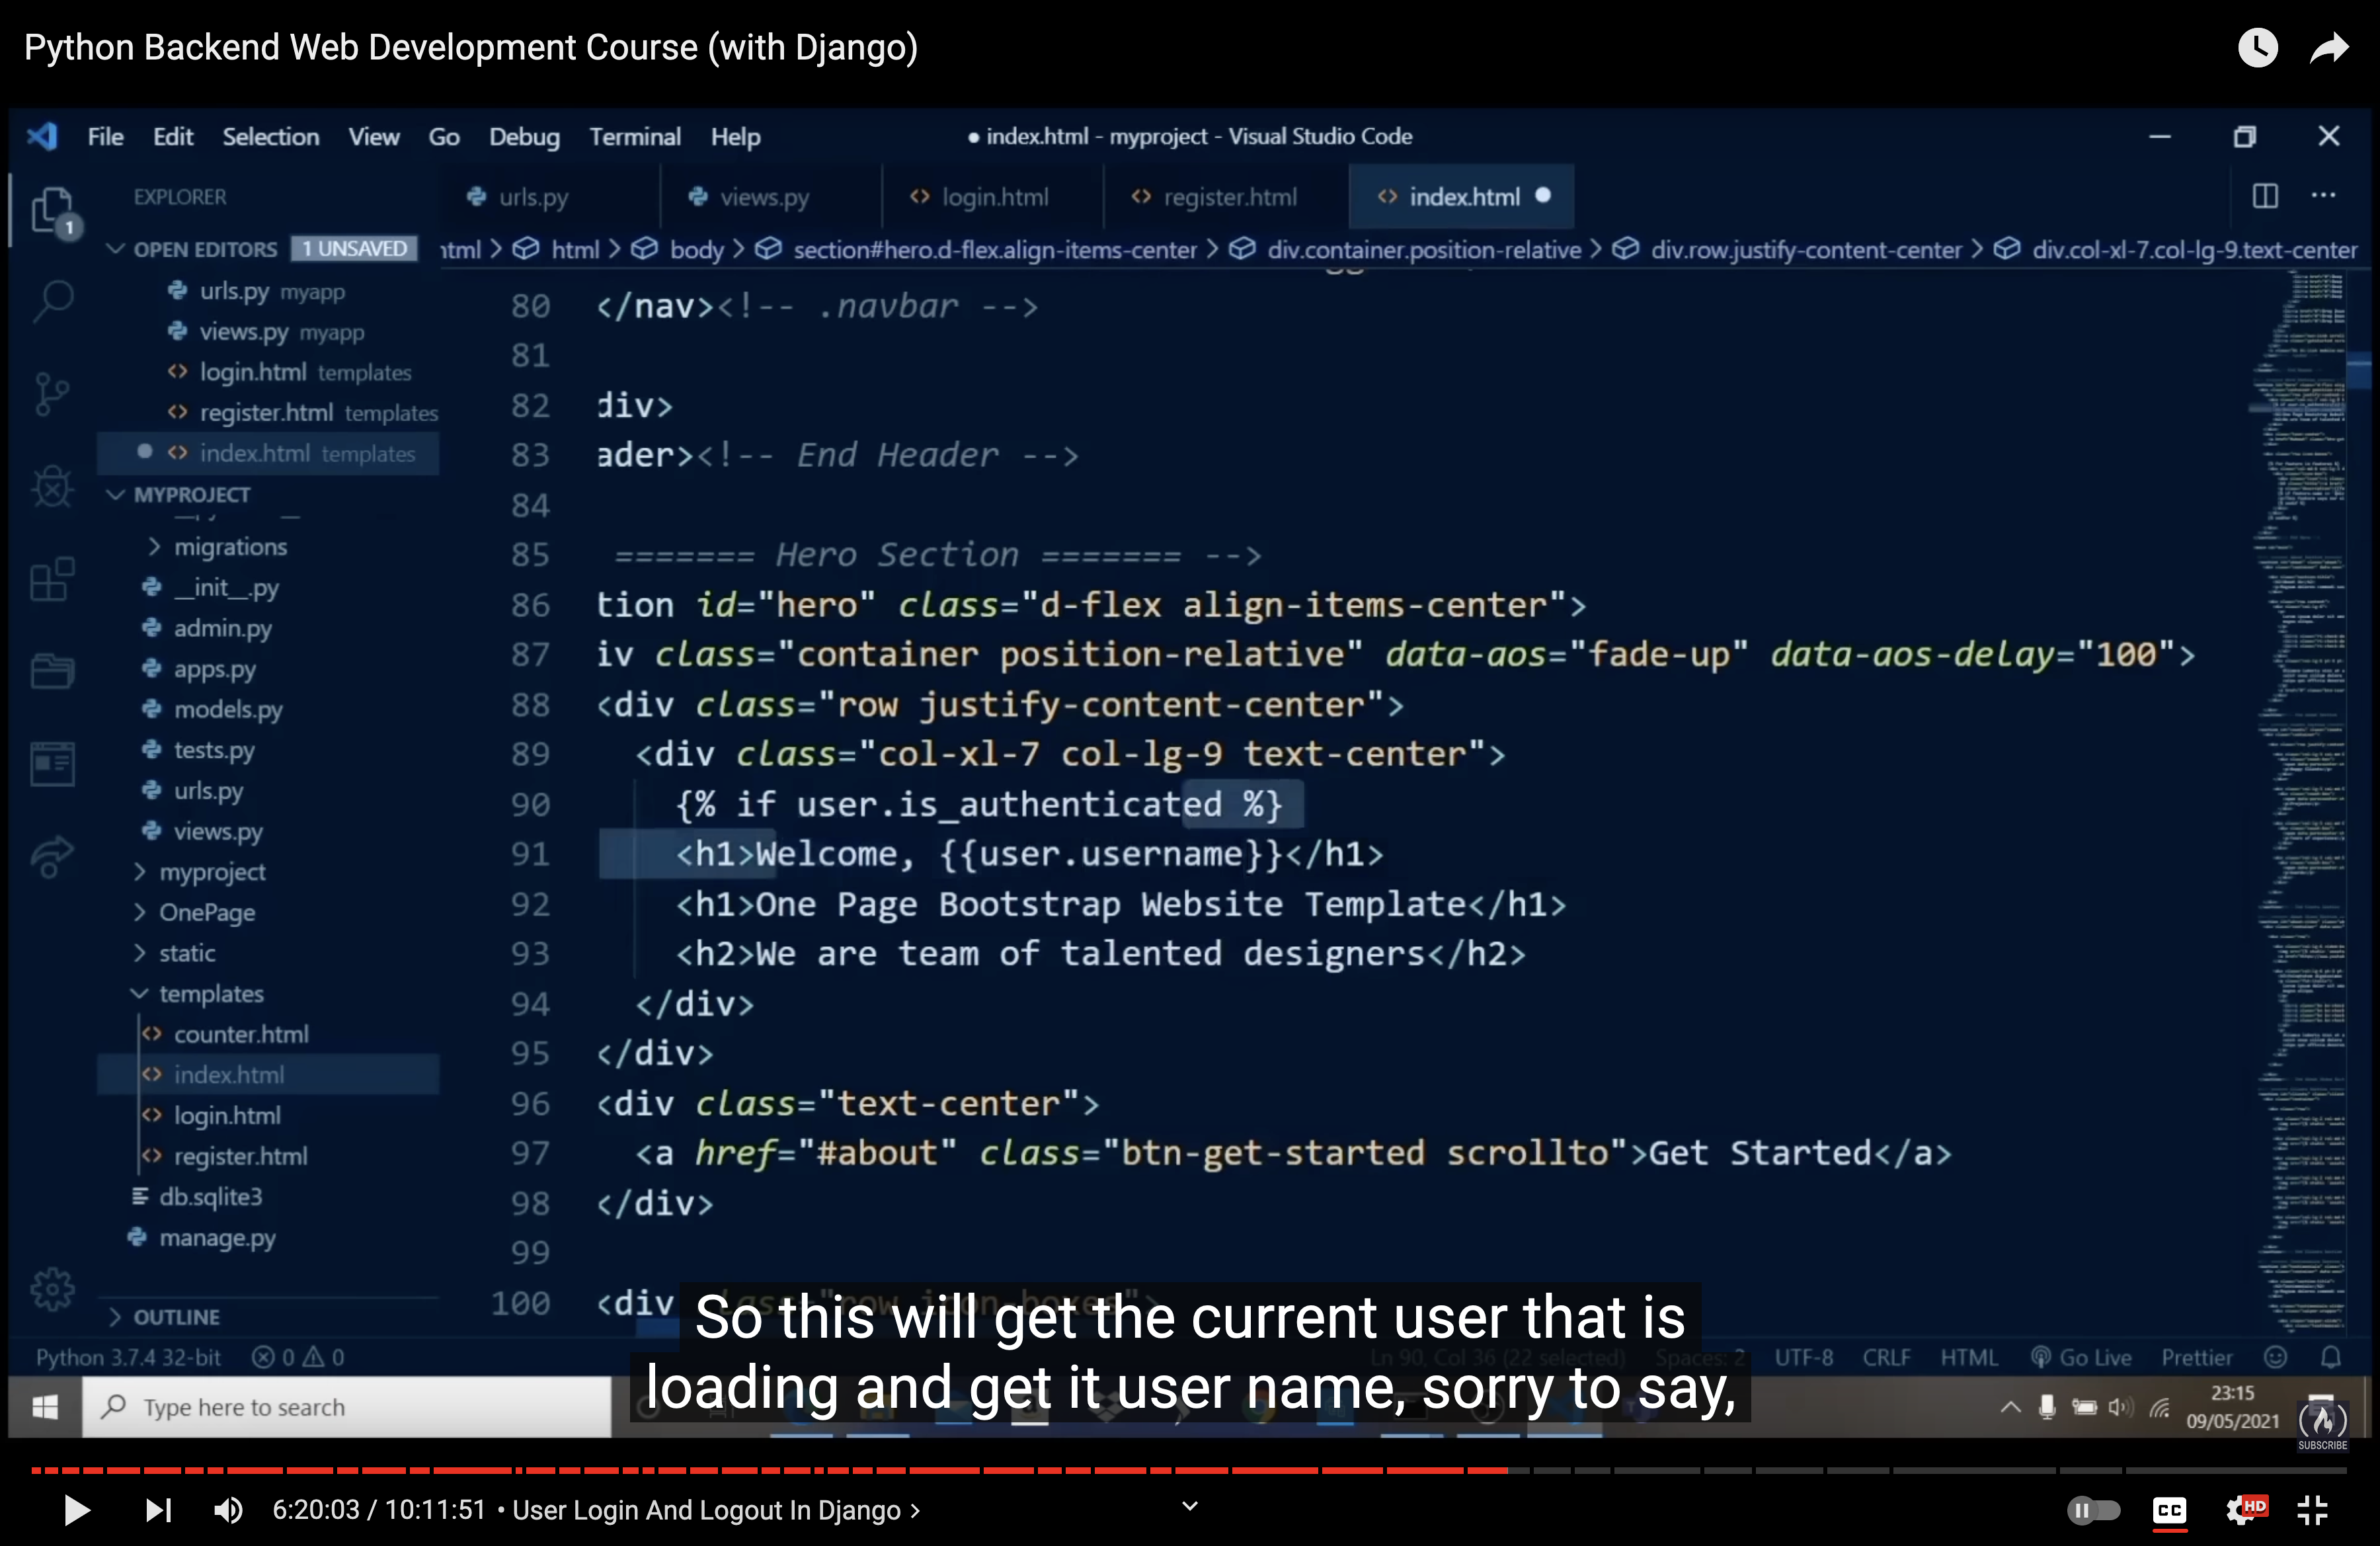 Python Backend Web Development Course (with Django)
File Edit Selection View Go Debug Terminal Help
● index.html - myproject - Visual Studio Code
EXPLORER
urls.py
views.py
login.html
register.html
index.html ●
1
OPEN EDITORS 1 UNSAVED
html > body > section#hero.d-flex.align-items-center > div.container.position-relative > div.row.justify-content-center > div.col-xl-7.col-lg-9.text-center
urls.py myapp
views.py myapp
login.html templates
register.html templates
index.html templates
MYPROJECT
migrations
__init__.py
admin.py
apps.py
models.py
tests.py
urls.py
views.py
myproject
OnePage
static
templates
counter.html
index.html
login.html
register.html
db.sqlite3
manage.py
OUTLINE
80 </nav><!-- .navbar -->
81
82 div>
83 ader><!-- End Header -->
84
85 ======= Hero Section ======= -->
86 tion id="hero" class="d-flex align-items-center">
87 iv class="container position-relative" data-aos="fade-up" data-aos-delay="100">
88 <div class="row justify-content-center">
89 <div class="col-xl-7 col-lg-9 text-center">
90 {% if user.is_authenticated %}
91 <h1>Welcome, {{user.username}}</h1>
92 <h1>One Page Bootstrap Website Template</h1>
93 <h2>We are team of talented designers</h2>
94 </div>
95 </div>
96 <div class="text-center">
97 <a href="#about" class="btn-get-started scrollto">Get Started</a>
98 </div>
99
100 <div class="row icon-boxes">
So this will get the current user that is
loading and get it user name, sorry to say,
Python 3.7.4 32-bit 0 0
Ln 90, Col 36 (22 selected) Spaces: 2 UTF-8 CRLF HTML Go Live Prettier
Type here to search
23:15
09/05/2021
SUBSCRIBE
6:20:03 / 10:11:51 • User Login And Logout In Django >
CC
HD